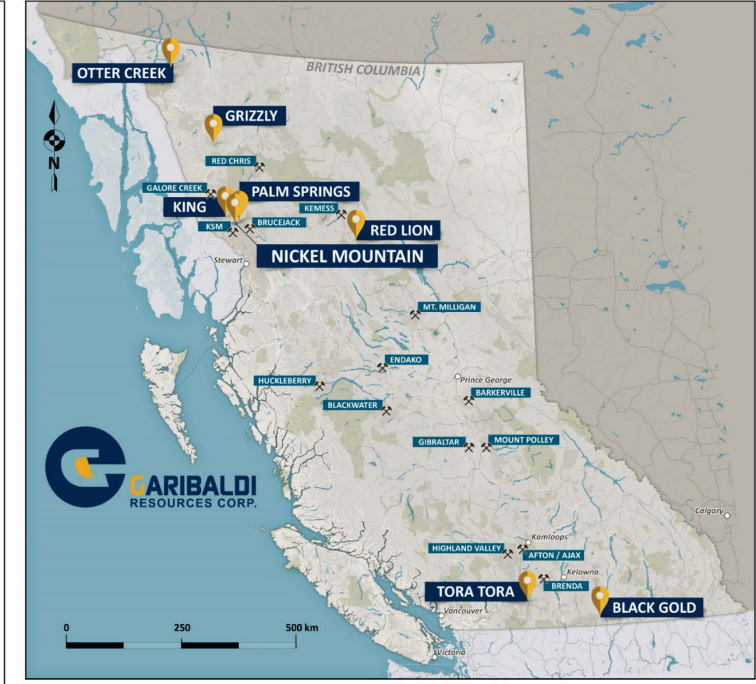 BRITISH COLUMBIA
OTTER CREEK
GRIZZLY
N
RED CHRIS
GALORE CREEK
PALM SPRINGS
KING
KEMESS
KSM
BRUCEJACK
RED LION
Stewart
NICKEL MOUNTAIN
MT. MILLIGAN
ENDAKO
HUCKLEBERRY
Prince George
BARKERVILLE
BLACKWATER
GIBRALTAR
MOUNT POLLEY
GARIBALDI
RESOURCES CORP.
Calgary
Kamloops
HIGHLAND VALLEY
AFTON / AJAX
Kelowna
BRENDA
TORA TORA
BLACK GOLD
Vancouver
0 250 500 km
Victoria